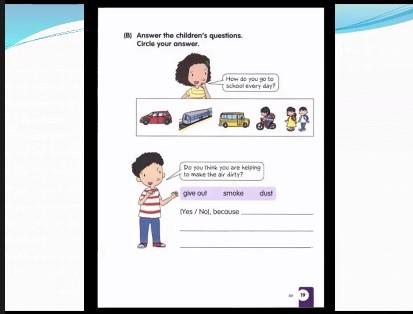 (B) Answer the children's questions.
Circle your answer.
How do you go to
school every day?
Do you think you are helping
to make the air dirty?
give out smoke dust
(Yes / No), because
19